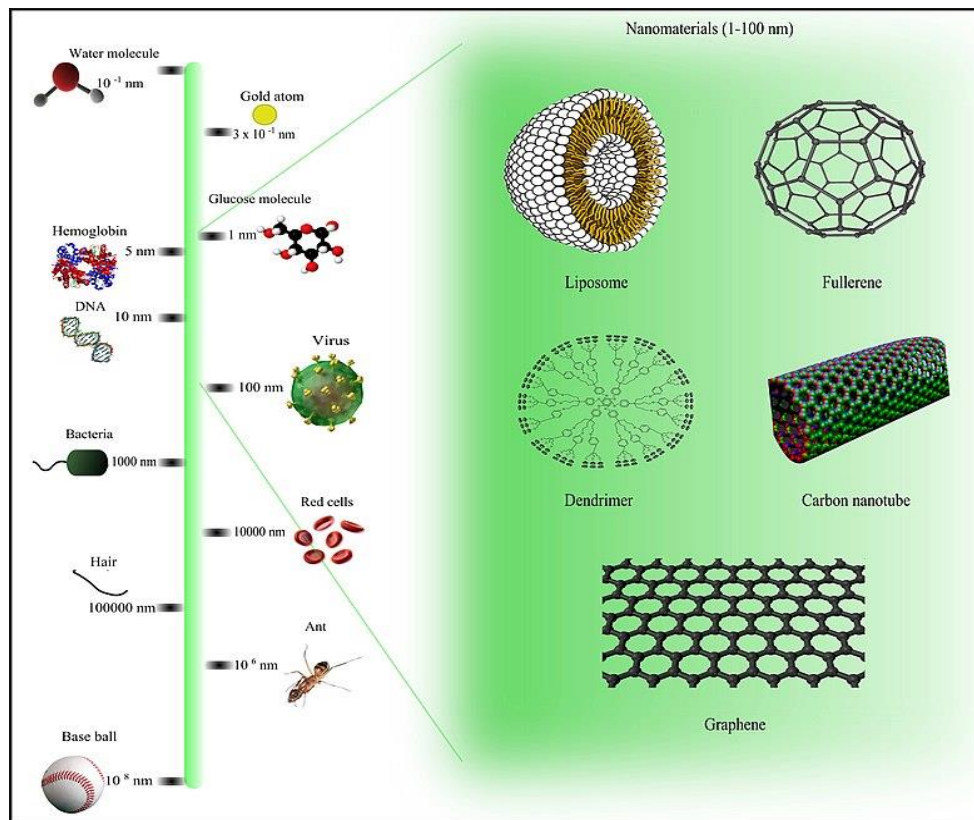 Nanomaterials (1-100 nm)
Water molecule
10 ⁻¹ nm
Gold atom
3 x 10⁻¹ nm
Glucose molecule
1 nm
Hemoglobin
5 nm
DNA
10 nm
Virus
100 nm
Bacteria
1000 nm
Red cells
10000 nm
Hair
100000 nm
Ant
10 ⁶ nm
Base ball
10 ⁸ nm
Liposome
Fullerene
Dendrimer
Carbon nanotube
Graphene